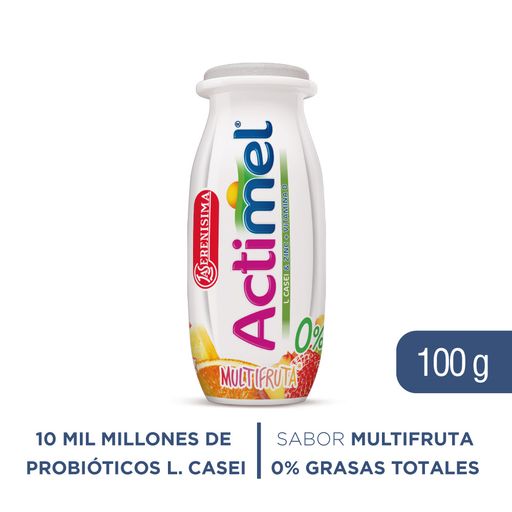 LA SERENISIMA
Actimel®
L CASEI & ZINC + VITAMINA D
0%
MULTIFRUTA
100 g
10 MIL MILLONES DE
PROBIÓTICOS L. CASEI
SABOR MULTIFRUTA
0% GRASAS TOTALES